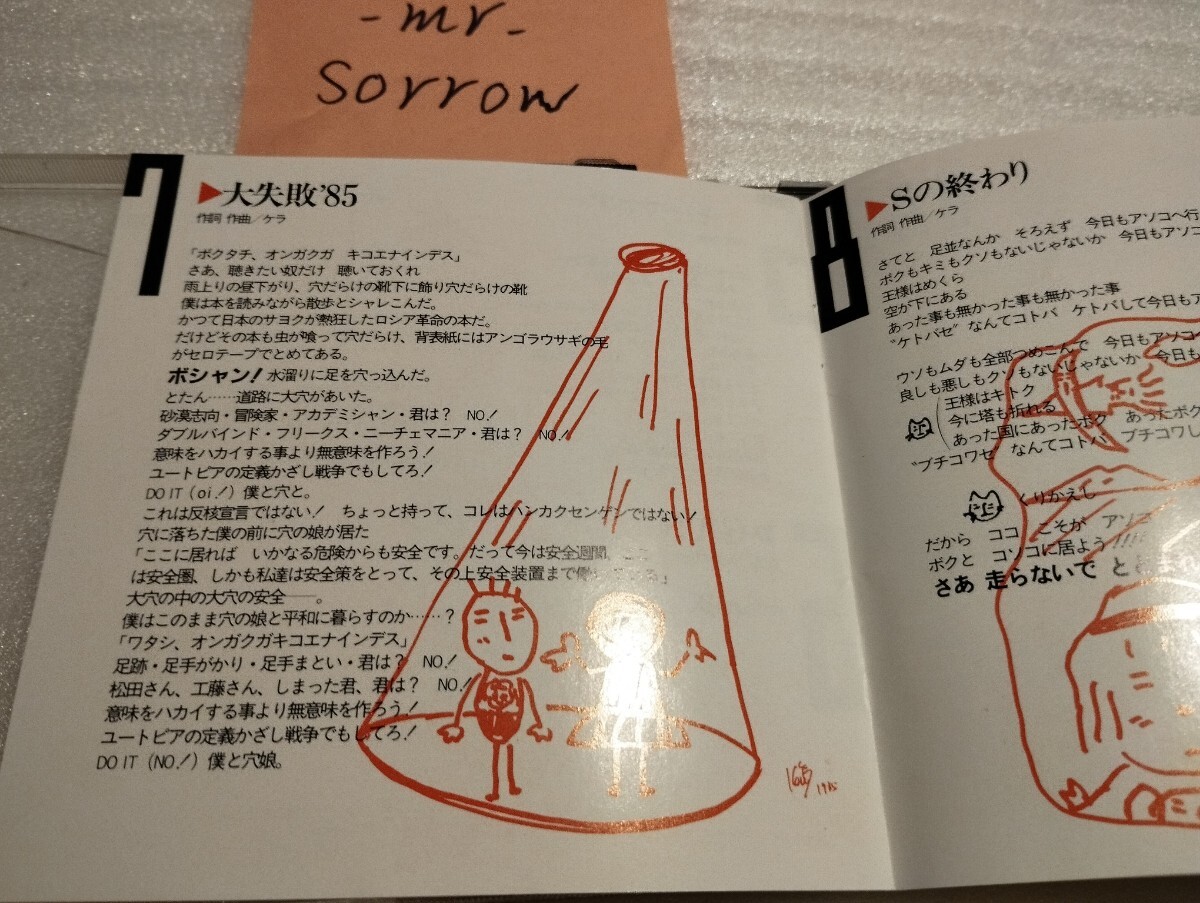 -mr-
sorrow
7
▶大失敗'85
作詞 作曲／ケラ
「ボクタチ、オンガクガ　キコエナインデス」
さあ、聴きたい奴だけ　聴いておくれ
雨上りの昼下がり、穴だらけの靴下に飾り穴だらけの靴
僕は本を読みながら散歩とシャレこんだ。
かつて日本のサヨクが熱狂したロシア革命の本だ。
だけどその本も虫が喰って穴だらけ、背表紙にはアンゴラウサギの毛
がセロテープでとめてある。
ボシャン！水溜りに足を穴っ込んだ。
とたん……道路に大穴があいた。
砂漠志向・冒険家・アカデミシャン・君は？　NO！
ダブルバインド・フリークス・ニーチェマニア・君は？　NO！
意味をハカイする事より無意味を作ろう！
ユートピアの定義かざし戦争でもしてろ！
DO IT（oi！）僕と穴と。
これは反核宣言ではない！　ちょっと持って、コレはハンカクセンゲンではない！
穴に落ちた僕の前に穴の娘が居た
「ここに居れば　いかなる危険からも安全です。だって今は安全週間、ここ
は安全圏、しかも私達は安全策をとって、その上安全装置まで働
大穴の中の大穴の安全──。
僕はこのまま穴の娘と平和に暮らすのか……？
「ワタシ、オンガクガキコエナインデス」
足跡・足手がかり・足手まとい・君は？　NO！
松田さん、工藤さん、しまった君、君は？　NO！
意味をハカイする事より無意味を作ろう！
ユートピアの定義かざし戦争でもしてろ！
DO IT（NO！）僕と穴娘。
8
▶Sの終わり
作詞 作曲／ケラ
さてと　足並なんか　そろえず　今日もアソコへ行
ボクもキミもクソもないじゃないか　今日もアソコ
王様はめくら
空が下にある
あった事も無かった事も無かった事
〝ケトバセ〟なんてコトバ　ケトバして今日もア
ウソもムダも全部つめこんで　今日もアソコへ
良しも悪しもクソもないじゃないか　今日も
王様はキトク
今に塔も折れる
あった国にあったボク　あったボク
〝ブチコワセ〟なんてコトバ　ブチコワし
くりかえし
だから　ココ　こそが　アソコ
ボクと　コソコに居よう！！！
さあ 走らないで と